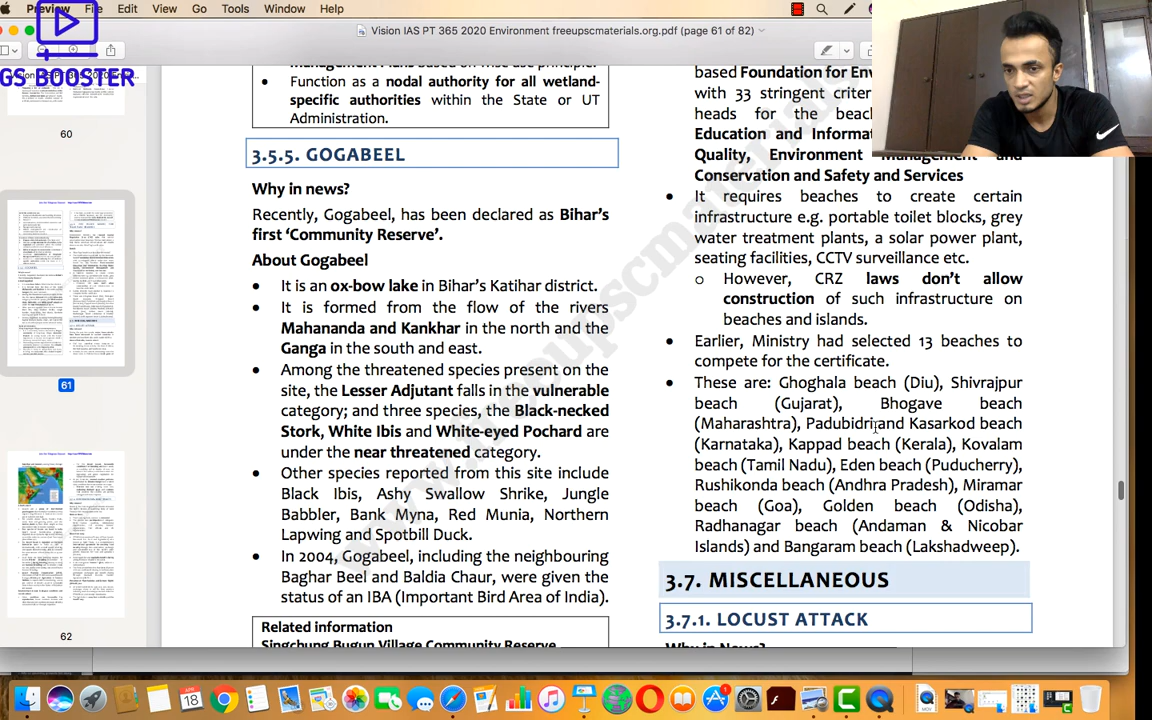 Preview File Edit View Go Tools Window Help
Vision IAS PT 365 2020 Environment freeupscmaterials.org.pdf (page 61 of 82)
GS BOOSTER
60
61
62
Function as a nodal authority for all wetland-
specific authorities within the State or UT
Administration.
3.5.5. GOGABEEL
Why in news?
Recently, Gogabeel, has been declared as Bihar's
first 'Community Reserve'.
About Gogabeel
• It is an ox-bow lake in Bihar's Katihar district.
• It is formed from the flow of the rivers
Mahananda and Kankhar in the north and the
Ganga in the south and east.
• Among the threatened species present on the
site, the Lesser Adjutant falls in the vulnerable
category; and three species, the Black-necked
Stork, White Ibis and White-eyed Pochard are
under the near threatened category.
• Other species reported from this site include
Black Ibis, Ashy Swallow Shrike, Jungle
Babbler, Bank Myna, Red Munia, Northern
Lapwing and Spotbill Duck.
• In 2004, Gogabeel, including the neighbouring
Baghar Beel and Baldia Chaur, were given the
status of an IBA (Important Bird Area of India).
Related information
Singchung Bugun Village Community Reserve
based Foundation for Env
with 33 stringent criter
heads for the beac
Education and Informat
Quality, Environment Management and
Conservation and Safety and Services
• It requires beaches to create certain
infrastructure e.g. portable toilet blocks, grey
water treatment plants, a solar power plant,
seating facilities, CCTV surveillance etc.
o However, CRZ laws don't allow
construction of such infrastructure on
beaches and islands.
• Earlier, Ministry had selected 13 beaches to
compete for the certificate.
• These are: Ghoghala beach (Diu), Shivrajpur
beach (Gujarat), Bhogave beach
(Maharashtra), Padubidri and Kasarkod beach
(Karnataka), Kappad beach (Kerala), Kovalam
beach (Tamil Nadu), Eden beach (Puducherry),
Rushikonda beach (Andhra Pradesh), Miramar
beach (Goa), Golden beach (Odisha),
Radhanagar beach (Andaman & Nicobar
Islands) and Bangaram beach (Lakshadweep).
3.7. MISCELLANEOUS
3.7.1. LOCUST ATTACK
Why in News?
APR
18